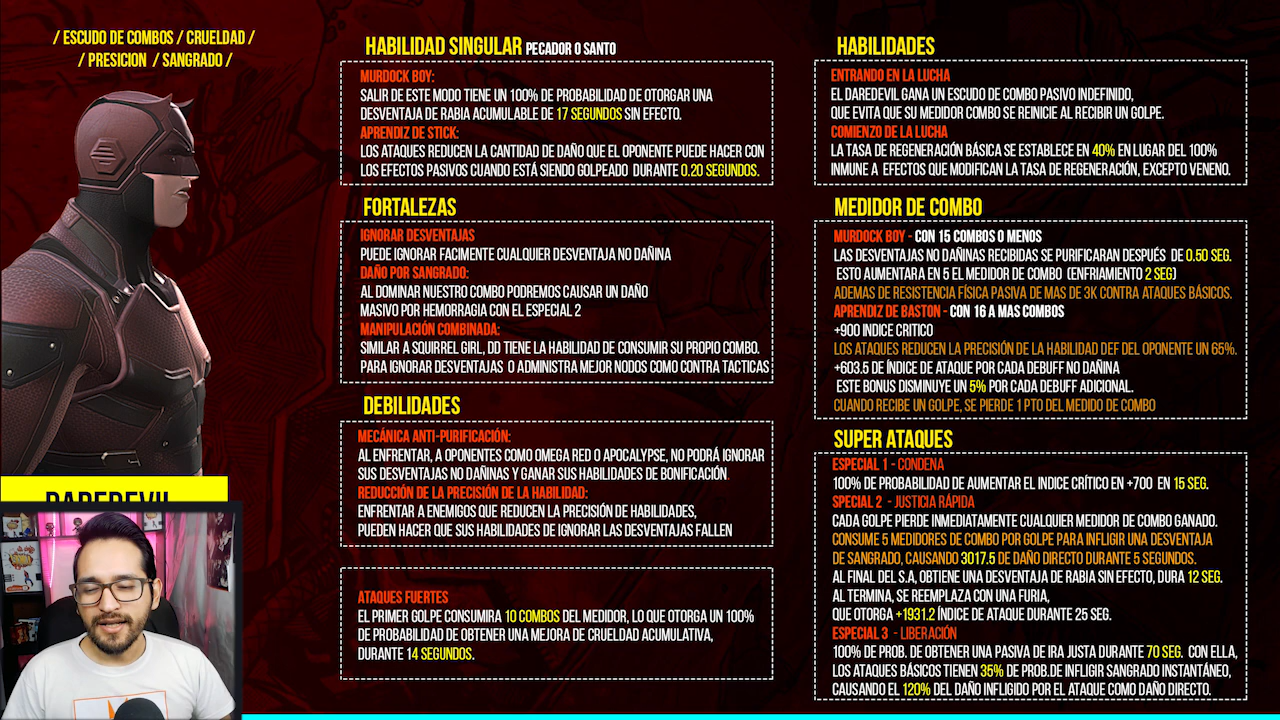 / ESCUDO DE COMBOS / CRUELDAD /
/ PRESICION / SANGRADO /
DAREDEVIL
HABILIDAD SINGULAR PECADOR O SANTO
MURDOCK BOY:
SALIR DE ESTE MODO TIENE UN 100% DE PROBABILIDAD DE OTORGAR UNA
DESVENTAJA DE RABIA ACUMULABLE DE 17 SEGUNDOS SIN EFECTO.
APRENDIZ DE STICK:
LOS ATAQUES REDUCEN LA CANTIDAD DE DAÑO QUE EL OPONENTE PUEDE HACER CON
LOS EFECTOS PASIVOS CUANDO ESTÁ SIENDO GOLPEADO DURANTE 0.20 SEGUNDOS.
FORTALEZAS
IGNORAR DESVENTAJAS
PUEDE IGNORAR FACIMENTE CUALQUIER DESVENTAJA NO DAÑINA
DAÑO POR SANGRADO:
AL DOMINAR NUESTRO COMBO PODREMOS CAUSAR UN DAÑO
MASIVO POR HEMORRAGIA CON EL ESPECIAL 2
MANIPULACIÓN COMBINADA:
SIMILAR A SQUIRREL GIRL, DD TIENE LA HABILIDAD DE CONSUMIR SU PROPIO COMBO.
PARA IGNORAR DESVENTAJAS O ADMINISTRA MEJOR NODOS COMO CONTRA TACTICAS
DEBILIDADES
MECÁNICA ANTI-PURIFICACIÓN:
AL ENFRENTAR, A OPONENTES COMO OMEGA RED O APOCALYPSE, NO PODRÁ IGNORAR
SUS DESVENTAJAS NO DAÑINAS Y GANAR SUS HABILIDADES DE BONIFICACIÓN.
REDUCCIÓN DE LA PRECISIÓN DE LA HABILIDAD:
ENFRENTAR A ENEMIGOS QUE REDUCEN LA PRECISIÓN DE HABILIDADES,
PUEDEN HACER QUE SUS HABILIDADES DE IGNORAR LAS DESVENTAJAS FALLEN
ATAQUES FUERTES
EL PRIMER GOLPE CONSUMIRA 10 COMBOS DEL MEDIDOR, LO QUE OTORGA UN 100%
DE PROBABILIDAD DE OBTENER UNA MEJORA DE CRUELDAD ACUMULATIVA,
DURANTE 14 SEGUNDOS.
HABILIDADES
ENTRANDO EN LA LUCHA
EL DAREDEVIL GANA UN ESCUDO DE COMBO PASIVO INDEFINIDO,
QUE EVITA QUE SU MEDIDOR COMBO SE REINICIE AL RECIBIR UN GOLPE.
COMIENZO DE LA LUCHA
LA TASA DE REGENERACIÓN BÁSICA SE ESTABLECE EN 40% EN LUGAR DEL 100%
INMUNE A EFECTOS QUE MODIFICAN LA TASA DE REGENERACIÓN, EXCEPTO VENENO.
MEDIDOR DE COMBO
MURDOCK BOY - CON 15 COMBOS O MENOS
LAS DESVENTAJAS NO DAÑINAS RECIBIDAS SE PURIFICARAN DESPUÉS DE 0.50 SEG.
ESTO AUMENTARA EN 5 EL MEDIDOR DE COMBO (ENFRIAMIENTO 2 SEG)
ADEMAS DE RESISTENCIA FÍSICA PASIVA DE MAS DE 3K CONTRA ATAQUES BÁSICOS.
APRENDIZ DE BASTON - CON 16 A MAS COMBOS
+900 INDICE CRITICO
LOS ATAQUES REDUCEN LA PRECISIÓN DE LA HABILIDAD DEF DEL OPONENTE UN 65%.
+603.5 DE ÍNDICE DE ATAQUE POR CADA DEBUFF NO DAÑINA
ESTE BONUS DISMINUYE UN 5% POR CADA DEBUFF ADICIONAL.
CUANDO RECIBE UN GOLPE, SE PIERDE 1 PTO DEL MEDIDO DE COMBO
SUPER ATAQUES
ESPECIAL 1 - CONDENA
100% DE PROBABILIDAD DE AUMENTAR EL INDICE CRÍTICO EN +700 EN 15 SEG.
SPECIAL 2 - JUSTICIA RÁPIDA
CADA GOLPE PIERDE INMEDIATAMENTE CUALQUIER MEDIDOR DE COMBO GANADO.
CONSUME 5 MEDIDORES DE COMBO POR GOLPE PARA INFLIGIR UNA DESVENTAJA
DE SANGRADO, CAUSANDO 3017.5 DE DAÑO DIRECTO DURANTE 5 SEGUNDOS.
AL FINAL DEL S.A, OBTIENE UNA DESVENTAJA DE RABIA SIN EFECTO, DURA 12 SEG.
AL TERMINA, SE REEMPLAZA CON UNA FURIA,
QUE OTORGA +1931.2 ÍNDICE DE ATAQUE DURANTE 25 SEG.
ESPECIAL 3 - LIBERACIÓN
100% DE PROB. DE OBTENER UNA PASIVA DE IRA JUSTA DURANTE 70 SEG. CON ELLA,
LOS ATAQUES BÁSICOS TIENEN 35% DE PROB.DE INFLIGIR SANGRADO INSTANTÁNEO,
CAUSANDO EL 120% DEL DAÑO INFLIGIDO POR EL ATAQUE COMO DAÑO DIRECTO.